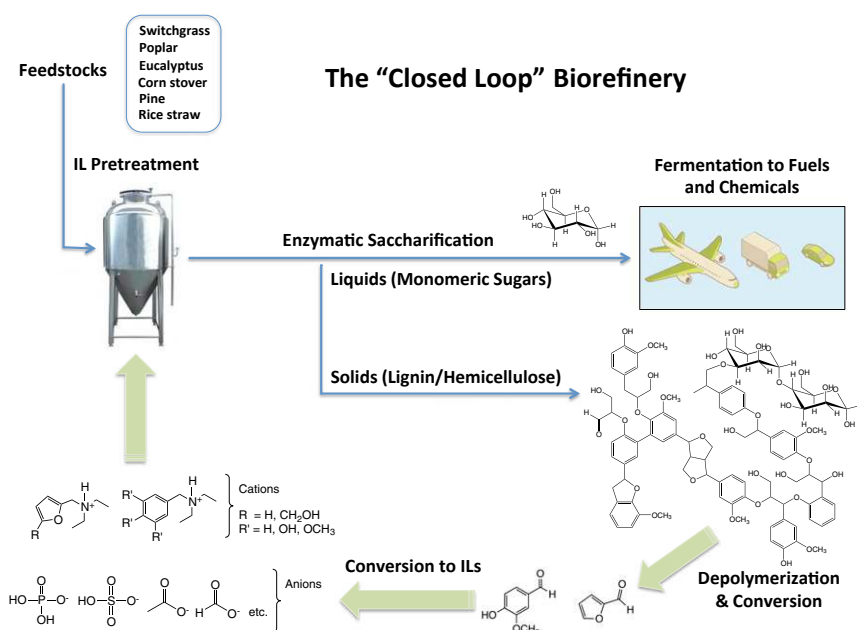 Switchgrass
Poplar
Eucalyptus
Corn stover
Pine
Rice straw
Feedstocks
The “Closed Loop” Biorefinery
IL Pretreatment
Fermentation to Fuels
and Chemicals
Enzymatic Saccharification
Liquids (Monomeric Sugars)
Solids (Lignin/Hemicellulose)
Cations
R = H, CH₂OH
R' = H, OH, OCH₃
Anions
etc.
Conversion to ILs
Depolymerization
& Conversion